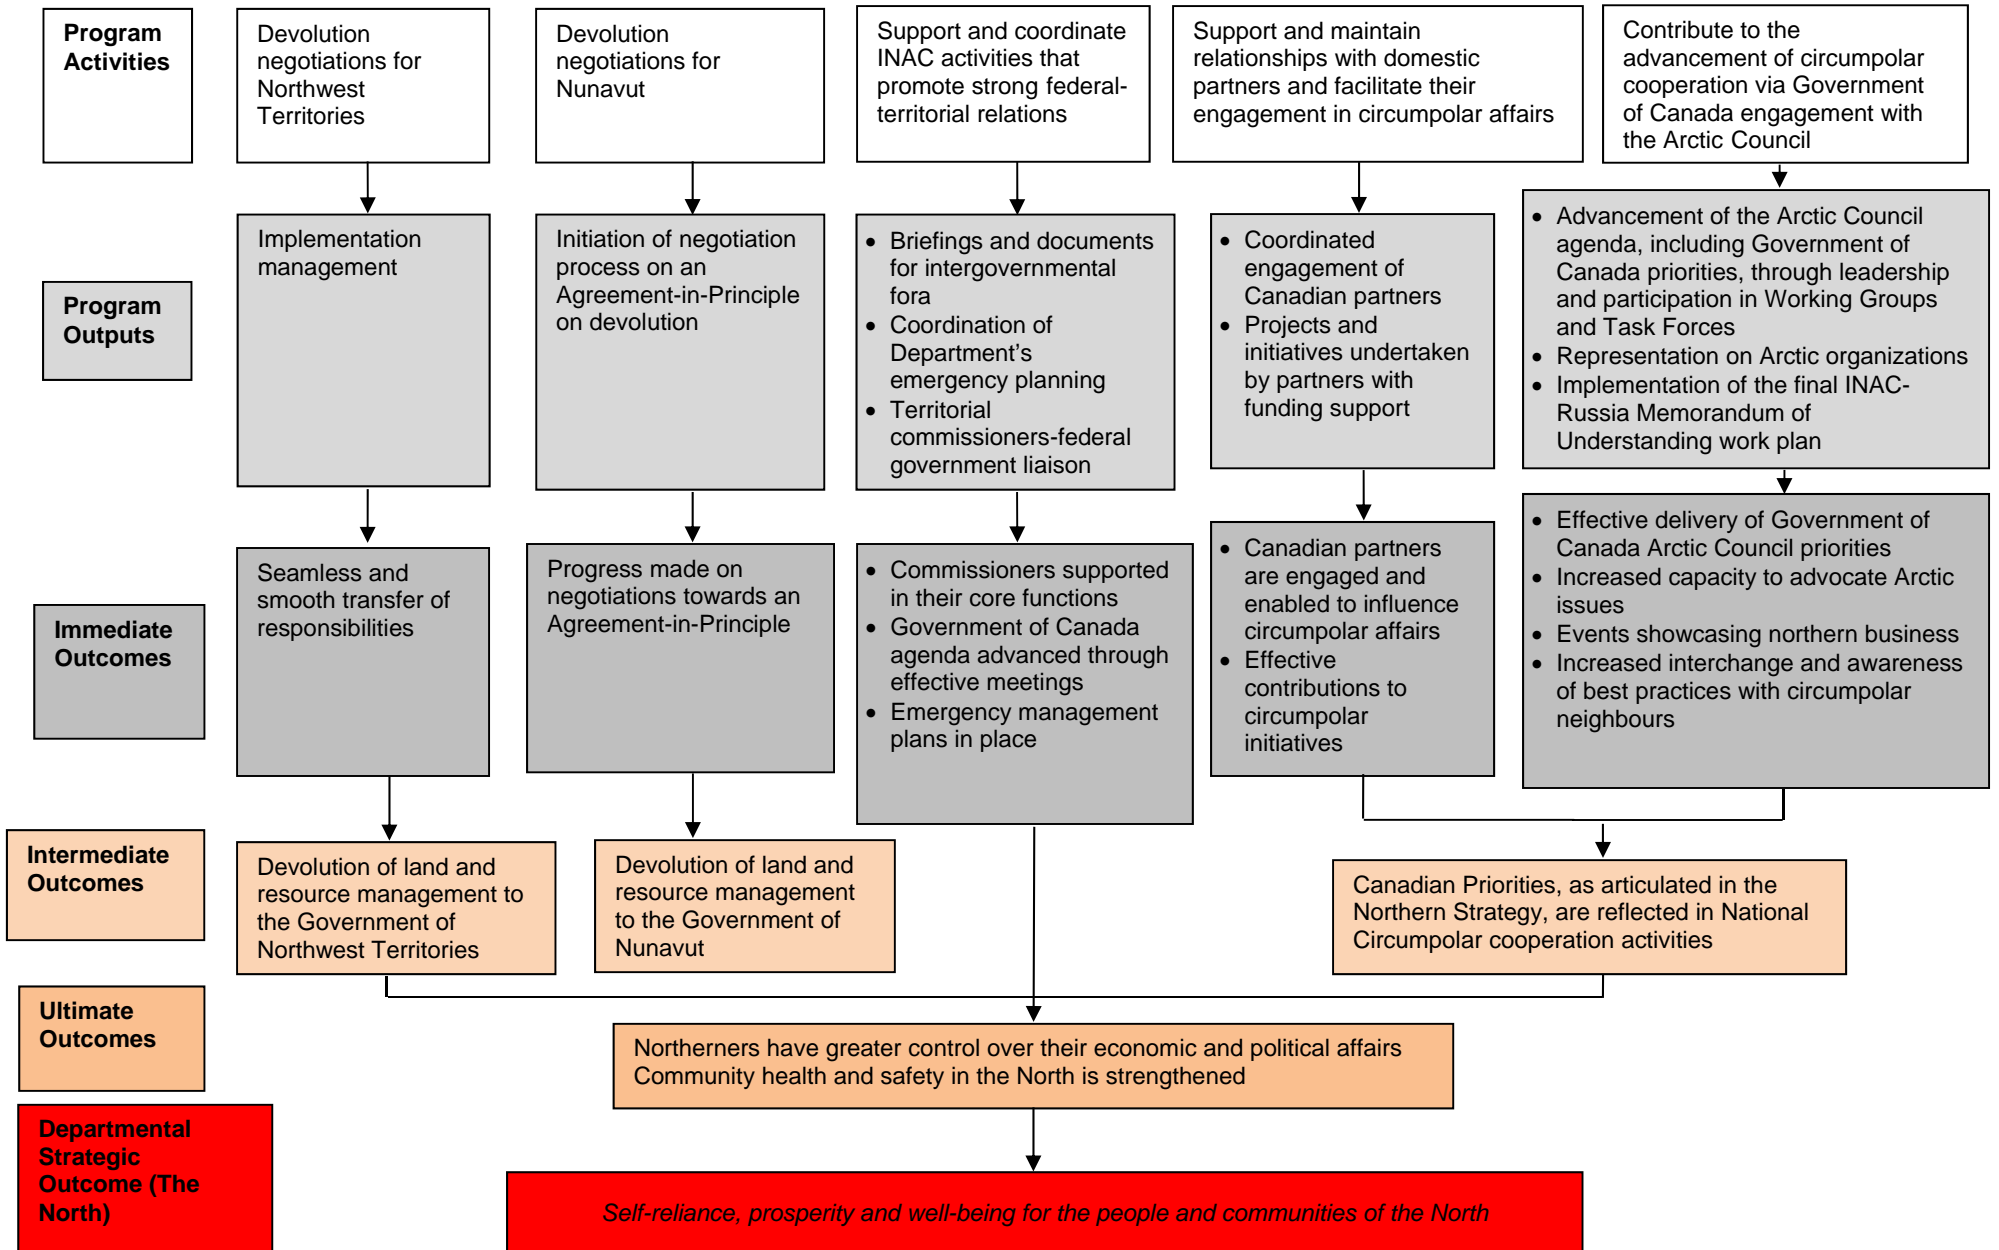 Program
Activities
Devolution
negotiations for
Northwest
Territories
Devolution
negotiations for
Nunavut
Support and coordinate
INAC activities that
promote strong federal-
territorial relations
Support and maintain
relationships with domestic
partners and facilitate their
engagement in circumpolar affairs
Contribute to the
advancement of circumpolar
cooperation via Government
of Canada engagement with
the Arctic Council
Program
Outputs
Implementation
management
Initiation of negotiation
process on an
Agreement-in-Principle
on devolution
• Briefings and documents
for intergovernmental
fora
• Coordination of
Department’s
emergency planning
• Territorial
commissioners-federal
government liaison
• Coordinated
engagement of
Canadian partners
• Projects and
initiatives undertaken
by partners with
funding support
• Advancement of the Arctic Council
agenda, including Government of
Canada priorities, through leadership
and participation in Working Groups
and Task Forces
• Representation on Arctic organizations
• Implementation of the final INAC-
Russia Memorandum of
Understanding work plan
Immediate
Outcomes
Seamless and
smooth transfer of
responsibilities
Progress made on
negotiations towards an
Agreement-in-Principle
• Commissioners supported
in their core functions
• Government of Canada
agenda advanced through
effective meetings
• Emergency management
plans in place
• Canadian partners
are engaged and
enabled to influence
circumpolar affairs
• Effective
contributions to
circumpolar
initiatives
• Effective delivery of Government of
Canada Arctic Council priorities
• Increased capacity to advocate Arctic
issues
• Events showcasing northern business
• Increased interchange and awareness
of best practices with circumpolar
neighbours
Intermediate
Outcomes
Devolution of land and
resource management to
the Government of
Northwest Territories
Devolution of land and
resource management
to the Government of
Nunavut
Canadian Priorities, as articulated in the
Northern Strategy, are reflected in National
Circumpolar cooperation activities
Ultimate
Outcomes
Northerners have greater control over their economic and political affairs
Community health and safety in the North is strengthened
Departmental
Strategic
Outcome (The
North)
Self-reliance, prosperity and well-being for the people and communities of the North